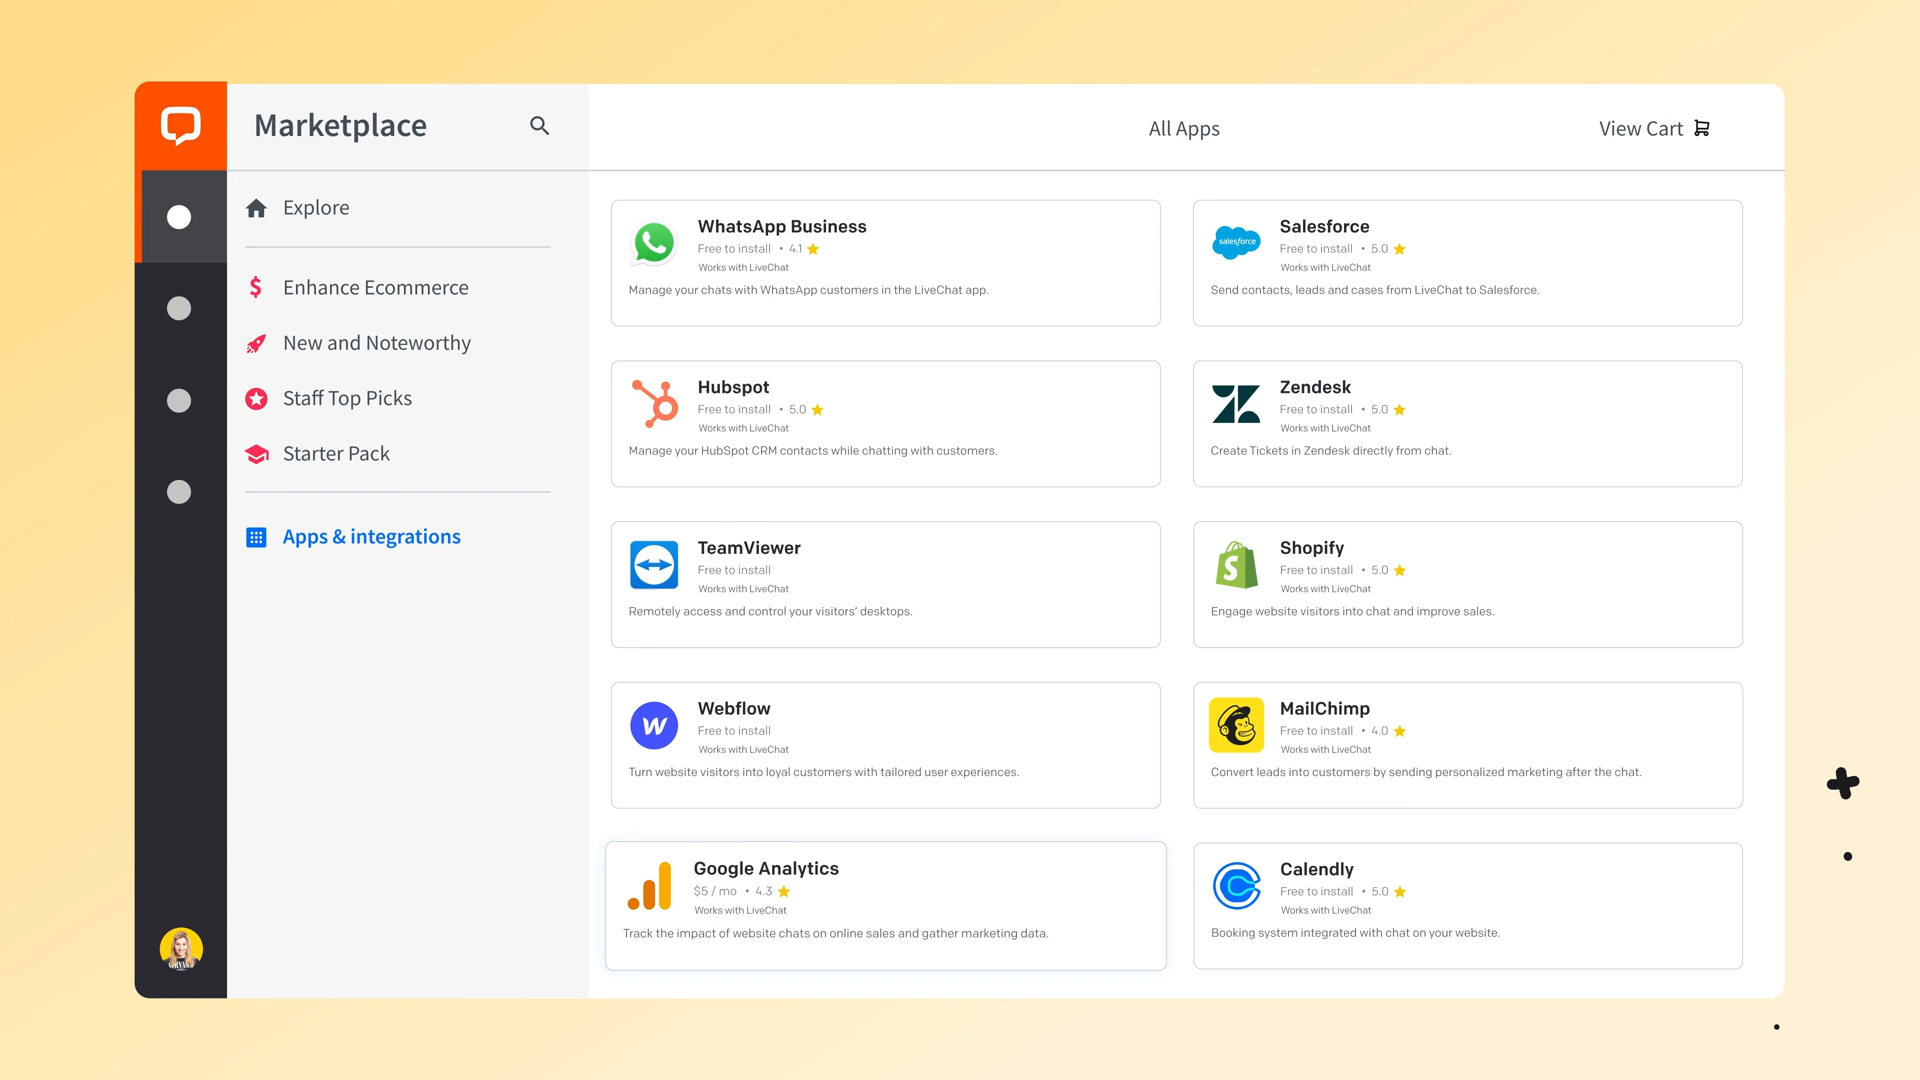 Marketplace
All Apps
View Cart
Explore
Enhance Ecommerce
New and Noteworthy
Staff Top Picks
Starter Pack
Apps & integrations
WhatsApp Business
Free to install • 4.1
Works with LiveChat
Manage your chats with WhatsApp customers in the LiveChat app.
salesforce
Salesforce
Free to install • 5.0
Works with LiveChat
Send contacts, leads and cases from LiveChat to Salesforce.
Hubspot
Free to install • 5.0
Works with LiveChat
Manage your HubSpot CRM contacts while chatting with customers.
Zendesk
Free to install • 5.0
Works with LiveChat
Create Tickets in Zendesk directly from chat.
TeamViewer
Free to install
Works with LiveChat
Remotely access and control your visitors’ desktops.
Shopify
Free to install • 5.0
Works with LiveChat
Engage website visitors into chat and improve sales.
Webflow
Free to install
Works with LiveChat
Turn website visitors into loyal customers with tailored user experiences.
MailChimp
Free to install • 4.0
Works with LiveChat
Convert leads into customers by sending personalized marketing after the chat.
Google Analytics
$5 / mo • 4.3
Works with LiveChat
Track the impact of website chats on online sales and gather marketing data.
Calendly
Free to install • 5.0
Works with LiveChat
Booking system integrated with chat on your website.